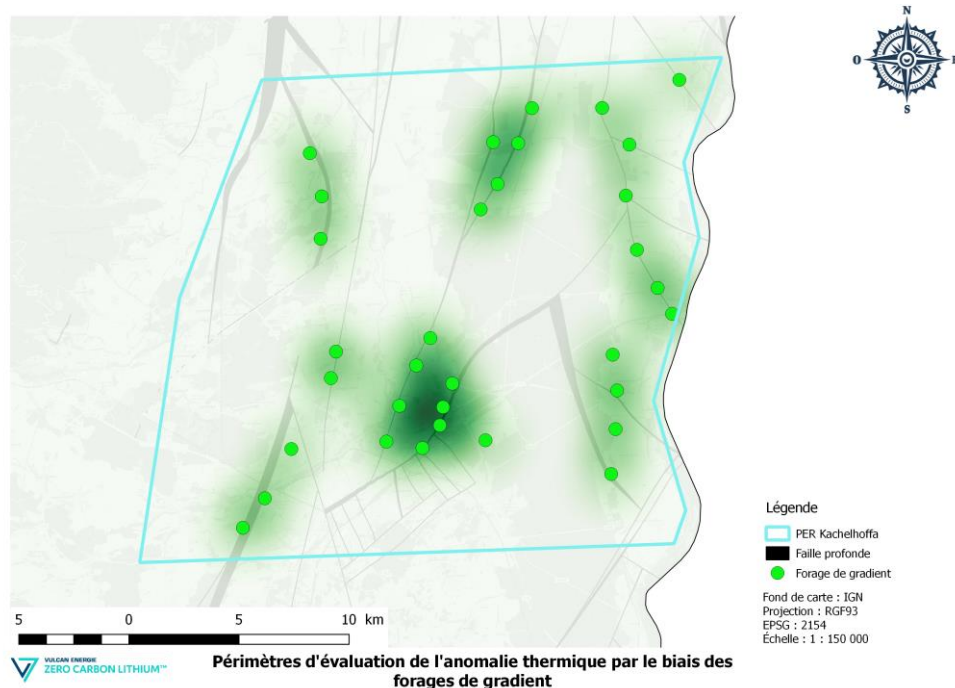 N
O
E
S
Légende
PER Kachelhoffa
Faille profonde
Forage de gradient
Fond de carte : IGN
Projection : RGF93
EPSG : 2154
Échelle : 1 : 150 000
5 0 5 10 km
VULCAN ENERGIE
ZERO CARBON LITHIUM™
Périmètres d'évaluation de l'anomalie thermique par le biais des
forages de gradient